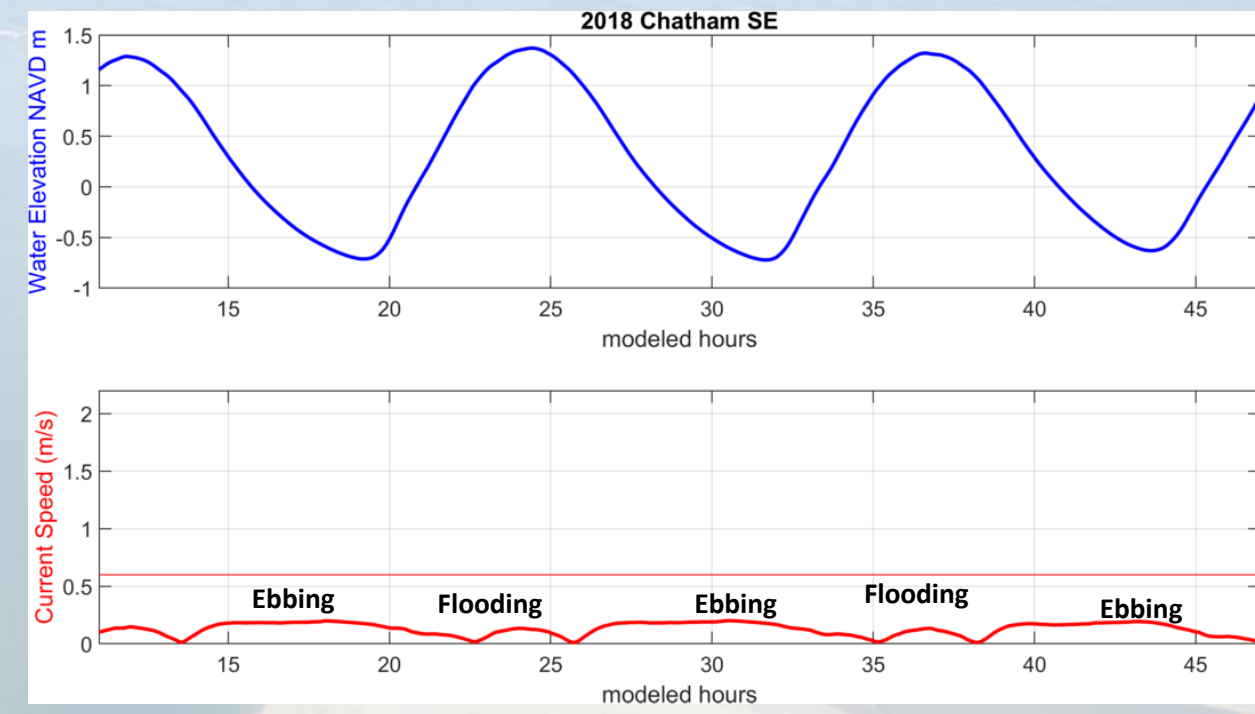 2018 Chatham SE
Water Elevation NAVD m
1.5
1
0.5
0
-0.5
-1
15 20 25 30 35 40 45
modeled hours
Current Speed (m/s)
2
1.5
1
0.5
0
Ebbing Flooding Ebbing Flooding Ebbing
15 20 25 30 35 40 45
modeled hours